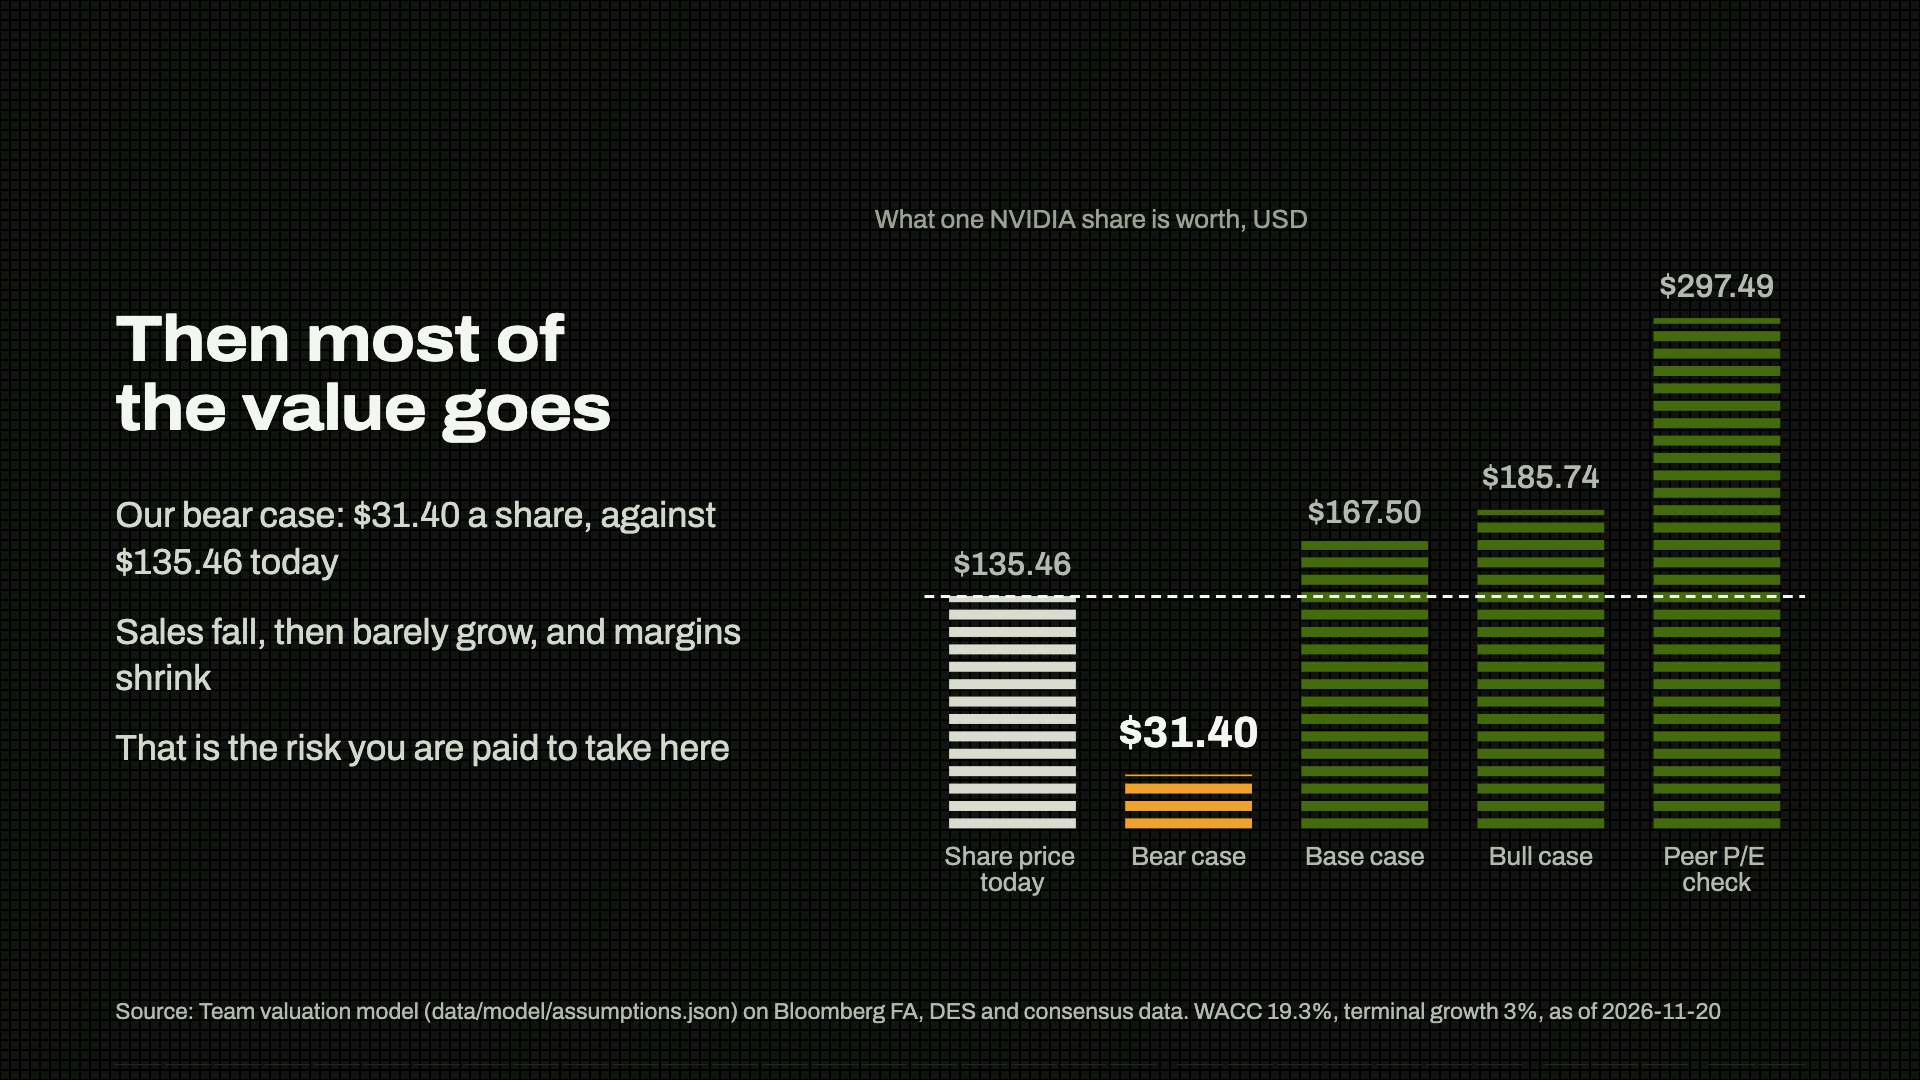 What one NVIDIA share is worth, USD
Then most of
the value goes
Our bear case: $31.40 a share, against
$135.46 today
Sales fall, then barely grow, and margins
shrink
That is the risk you are paid to take here
$135.46
$31.40
$167.50
$185.74
$297.49
Share price
today
Bear case
Base case
Bull case
Peer P/E
check
Source: Team valuation model (data/model/assumptions.json) on Bloomberg FA, DES and consensus data. WACC 19.3%, terminal growth 3%, as of 2026-11-20